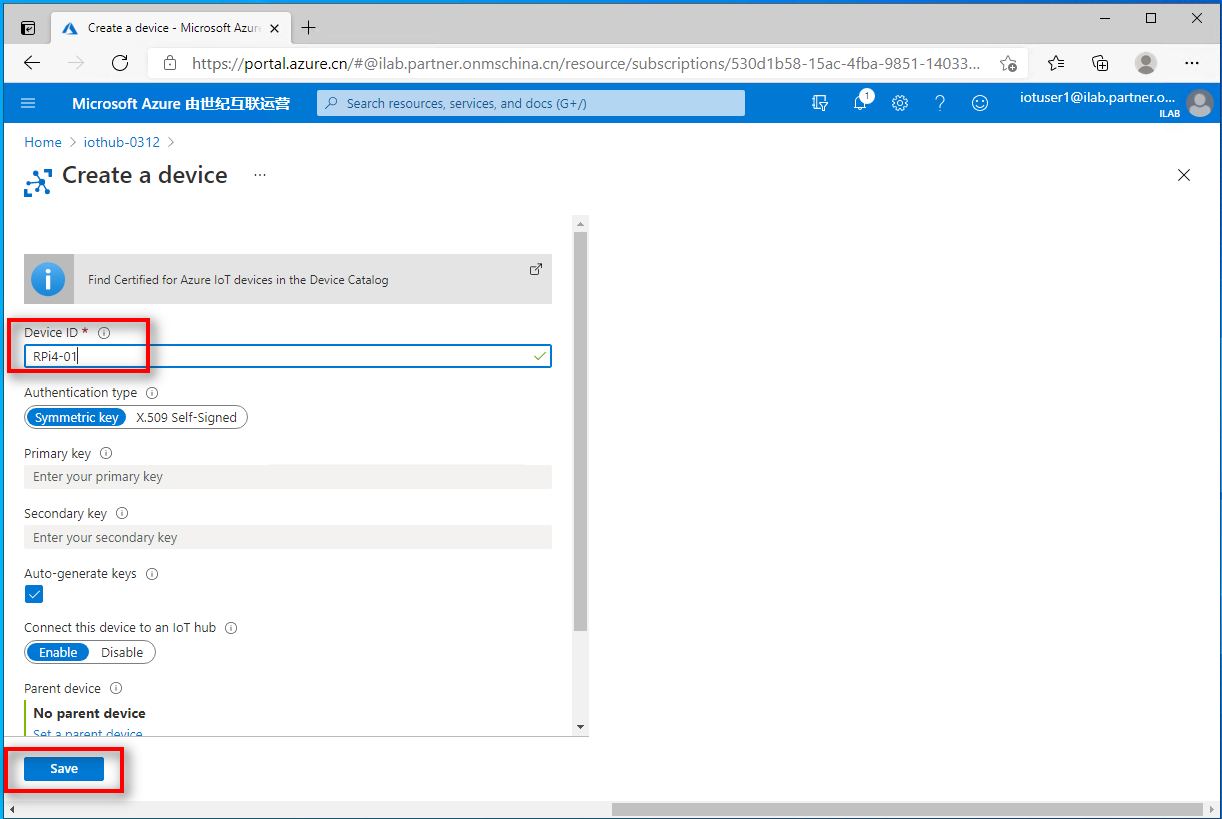 Create a device - Microsoft Azur
https://portal.azure.cn/#@ilab.partner.onmschina.cn/resource/subscriptions/530d1b58-15ac-4fba-9851-14033...
Microsoft Azure 由世纪互联运营
Search resources, services, and docs (G+/)
1
iotuser1@ilab.partner.o...
ILAB
Home > iothub-0312 >
Create a device ...
Find Certified for Azure IoT devices in the Device Catalog
Device ID *
RPi4-01
Authentication type
Symmetric key X.509 Self-Signed
Primary key
Enter your primary key
Secondary key
Enter your secondary key
Auto-generate keys
Connect this device to an IoT hub
Enable Disable
Parent device
No parent device
Set a parent device
Save